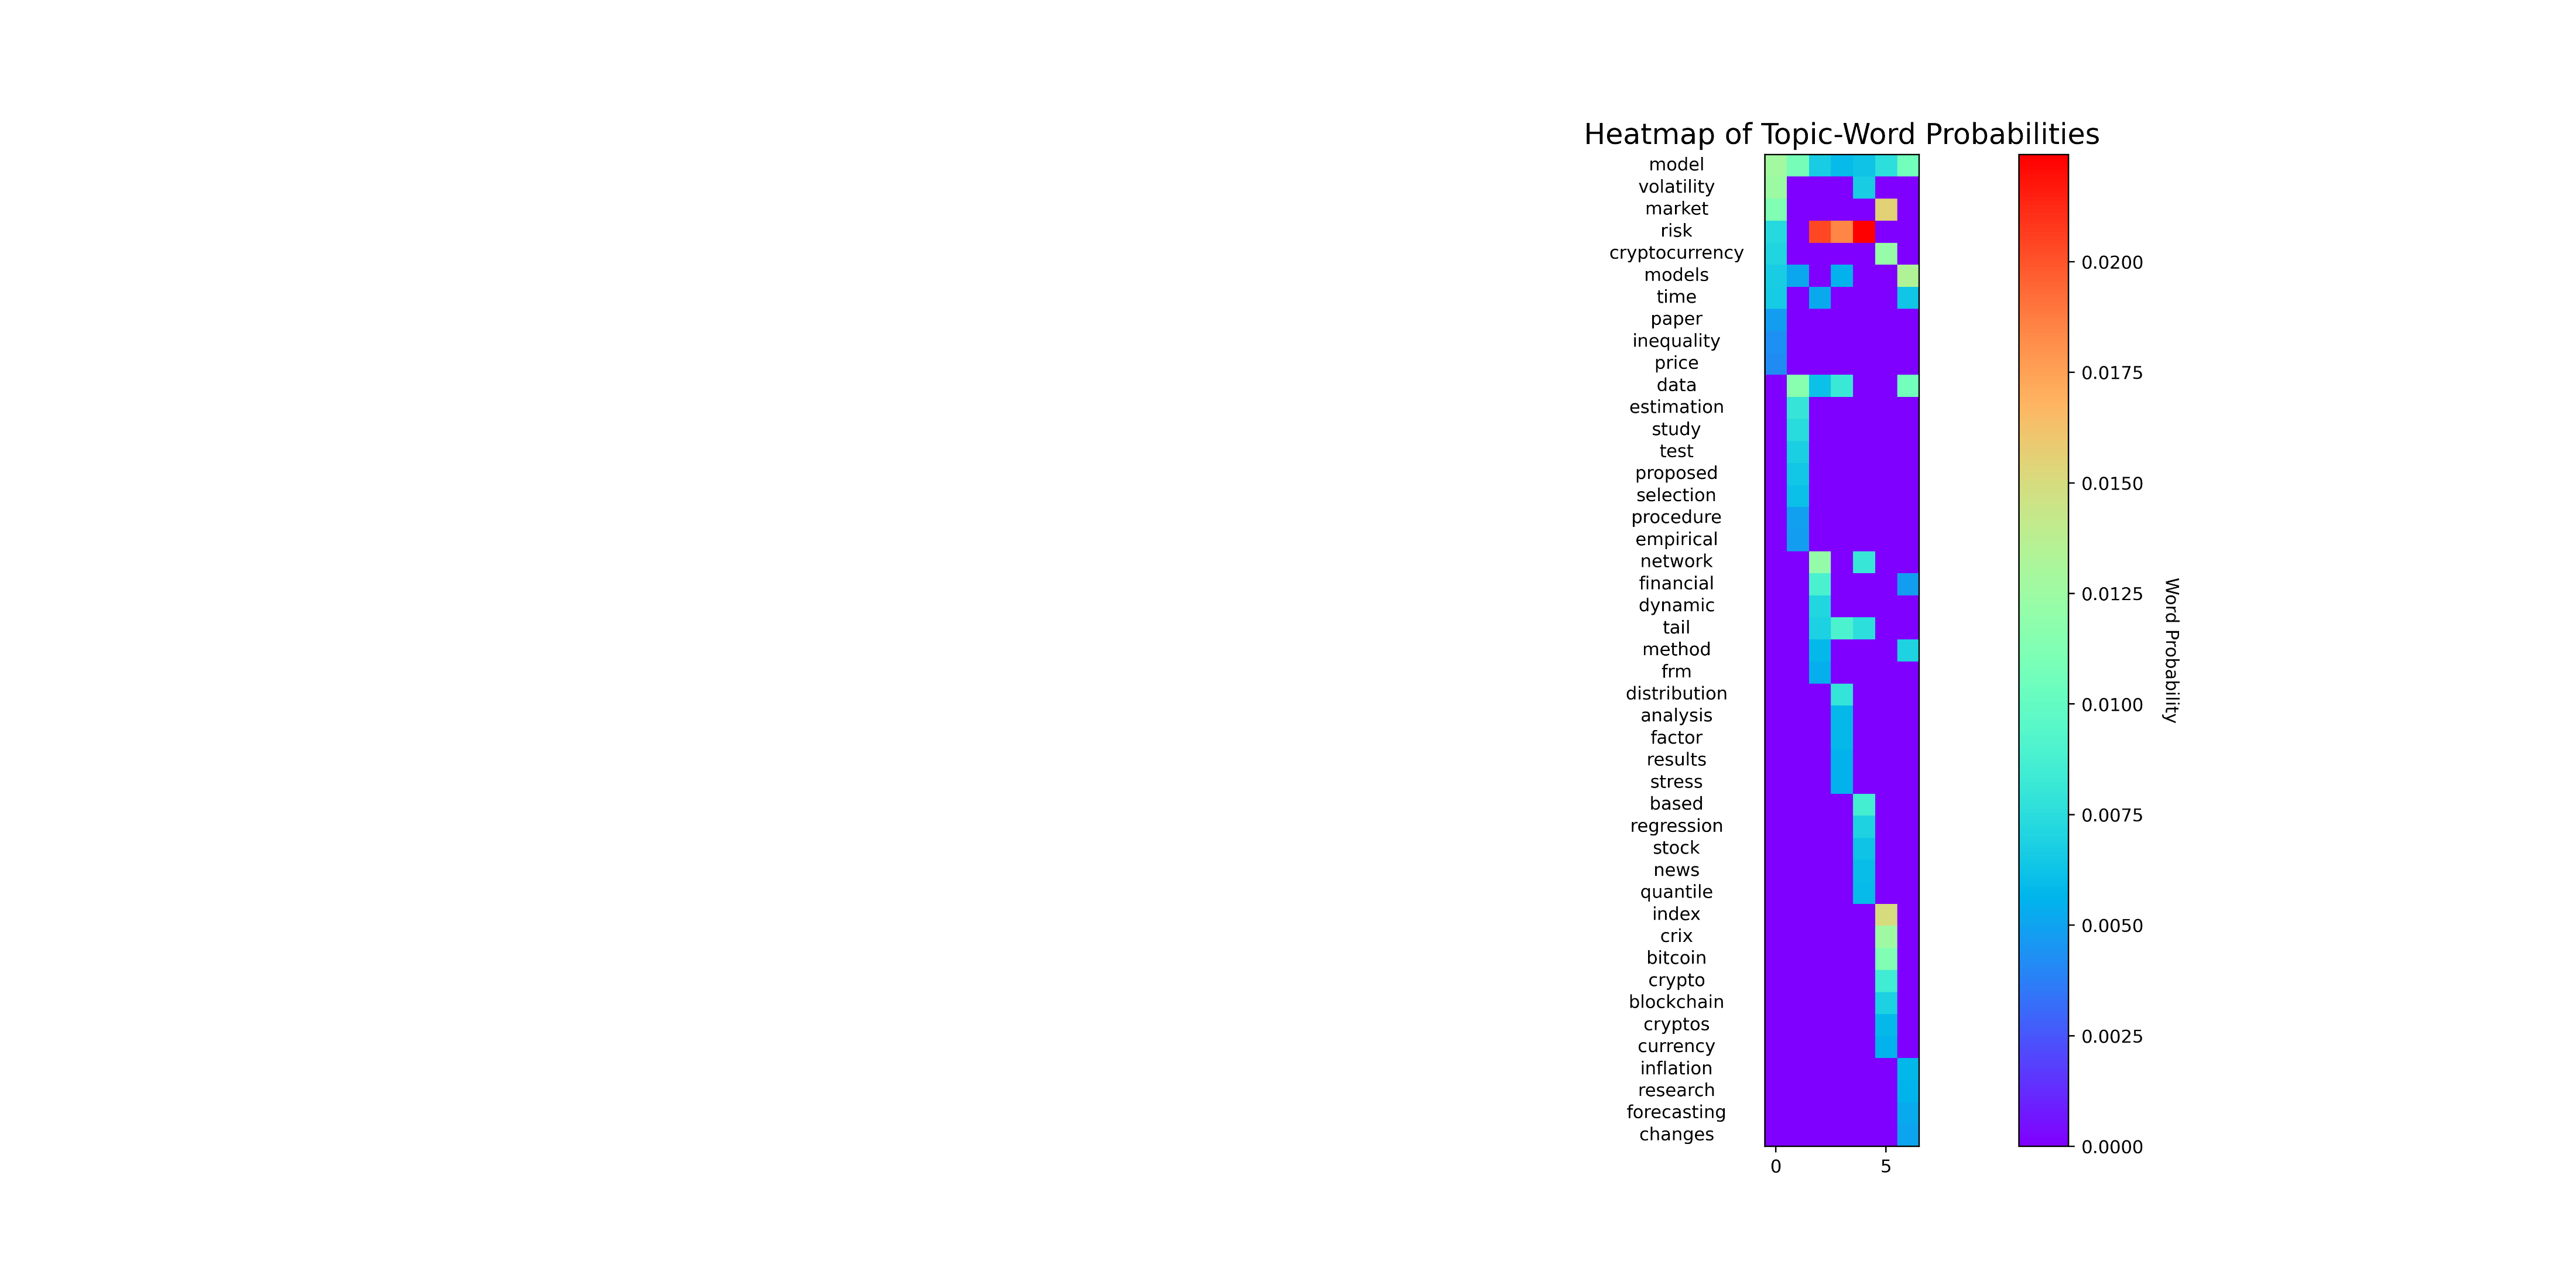 Heatmap of Topic-Word Probabilities
model
volatility
market
risk
cryptocurrency
models
time
paper
inequality
price
data
estimation
study
test
proposed
selection
procedure
empirical
network
financial
dynamic
tail
method
frm
distribution
analysis
factor
results
stress
based
regression
stock
news
quantile
index
crix
bitcoin
crypto
blockchain
cryptos
currency
inflation
research
forecasting
changes
0 5
0.0200
0.0175
0.0150
0.0125
0.0100
0.0075
0.0050
0.0025
0.0000
Word Probability